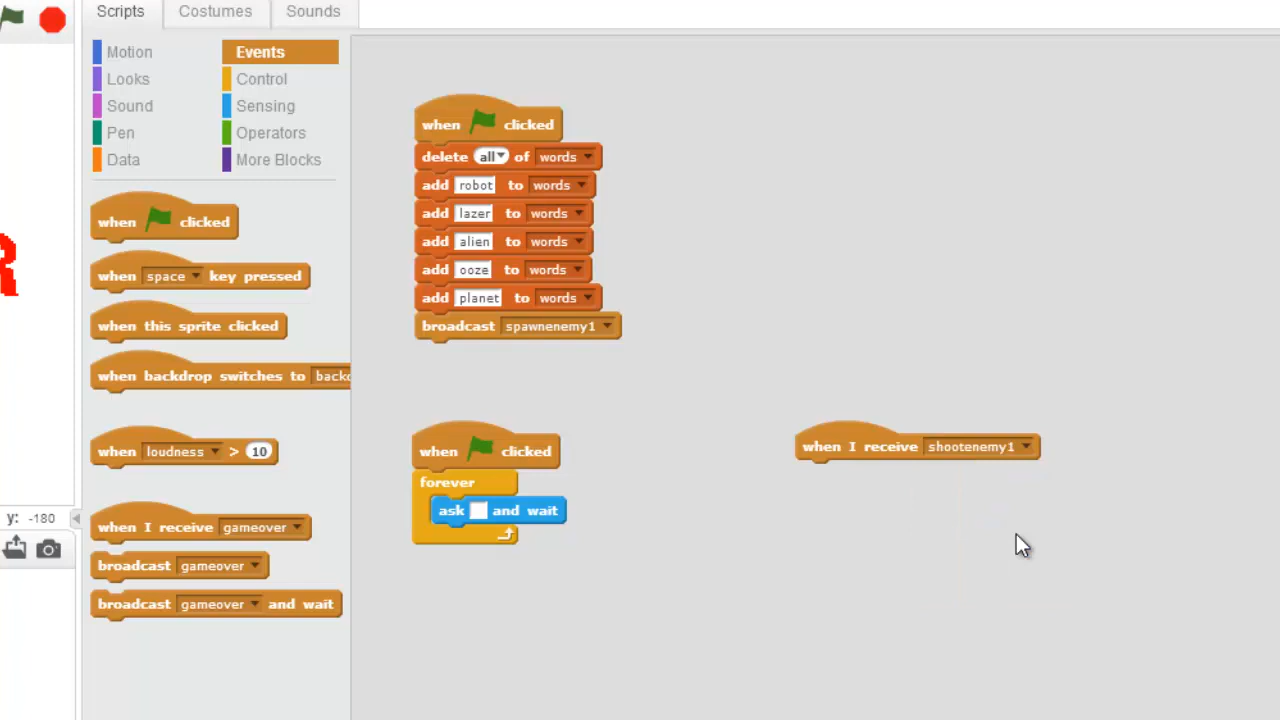 Scripts Costumes Sounds
Motion Events
Looks Control
Sound Sensing
Pen Operators
Data More Blocks
when clicked
when space key pressed
when this sprite clicked
when backdrop switches to
when loudness > 10
when I receive gameover
broadcast gameover
broadcast gameover and wait
y: -180
R
when clicked
delete all of words
add robot to words
add lazer to words
add alien to words
add ooze to words
add planet to words
broadcast spawnenemy1
when clicked
forever
ask and wait
when I receive shootenemy1